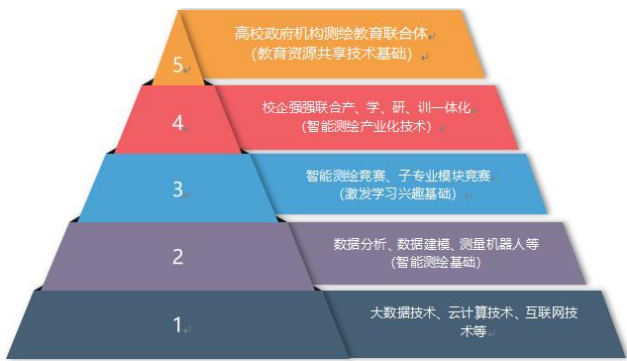 5
高校政府机构测绘教育联合体
(教育资源共享技术基础)
4
校企强强联合产、学、研、训一体化
(智能测绘产业化技术)
3
智能测绘竞赛、子专业模块竞赛
(激发学习兴趣基础)
2
数据分析、数据建模、测量机器人等
(智能测绘基础)
1
大数据技术、云计算技术、互联网技
术等